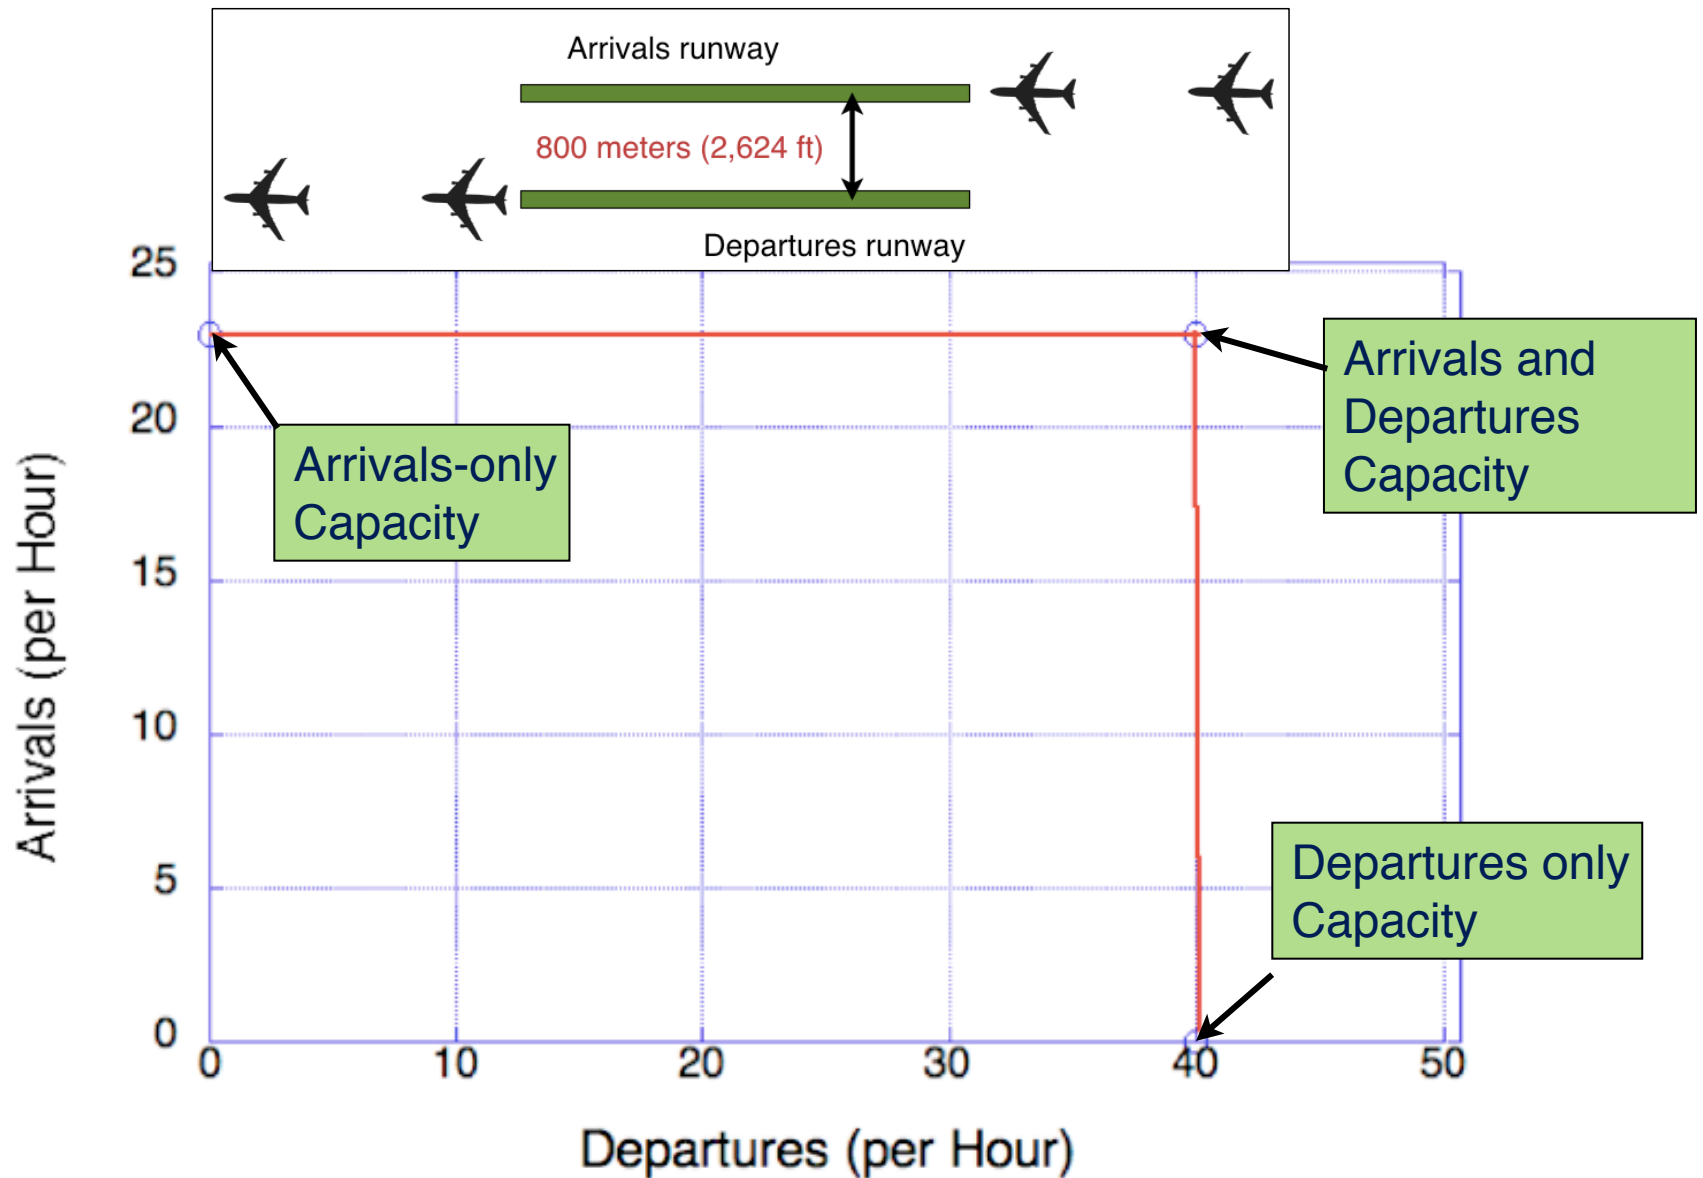 Arrivals runway
800 meters (2,624 ft)
Departures runway
25
20
15
10
5
0
Arrivals (per Hour)
Arrivals-only
Capacity
Arrivals and
Departures
Capacity
Departures only
Capacity
0 10 20 30 40 50
Departures (per Hour)